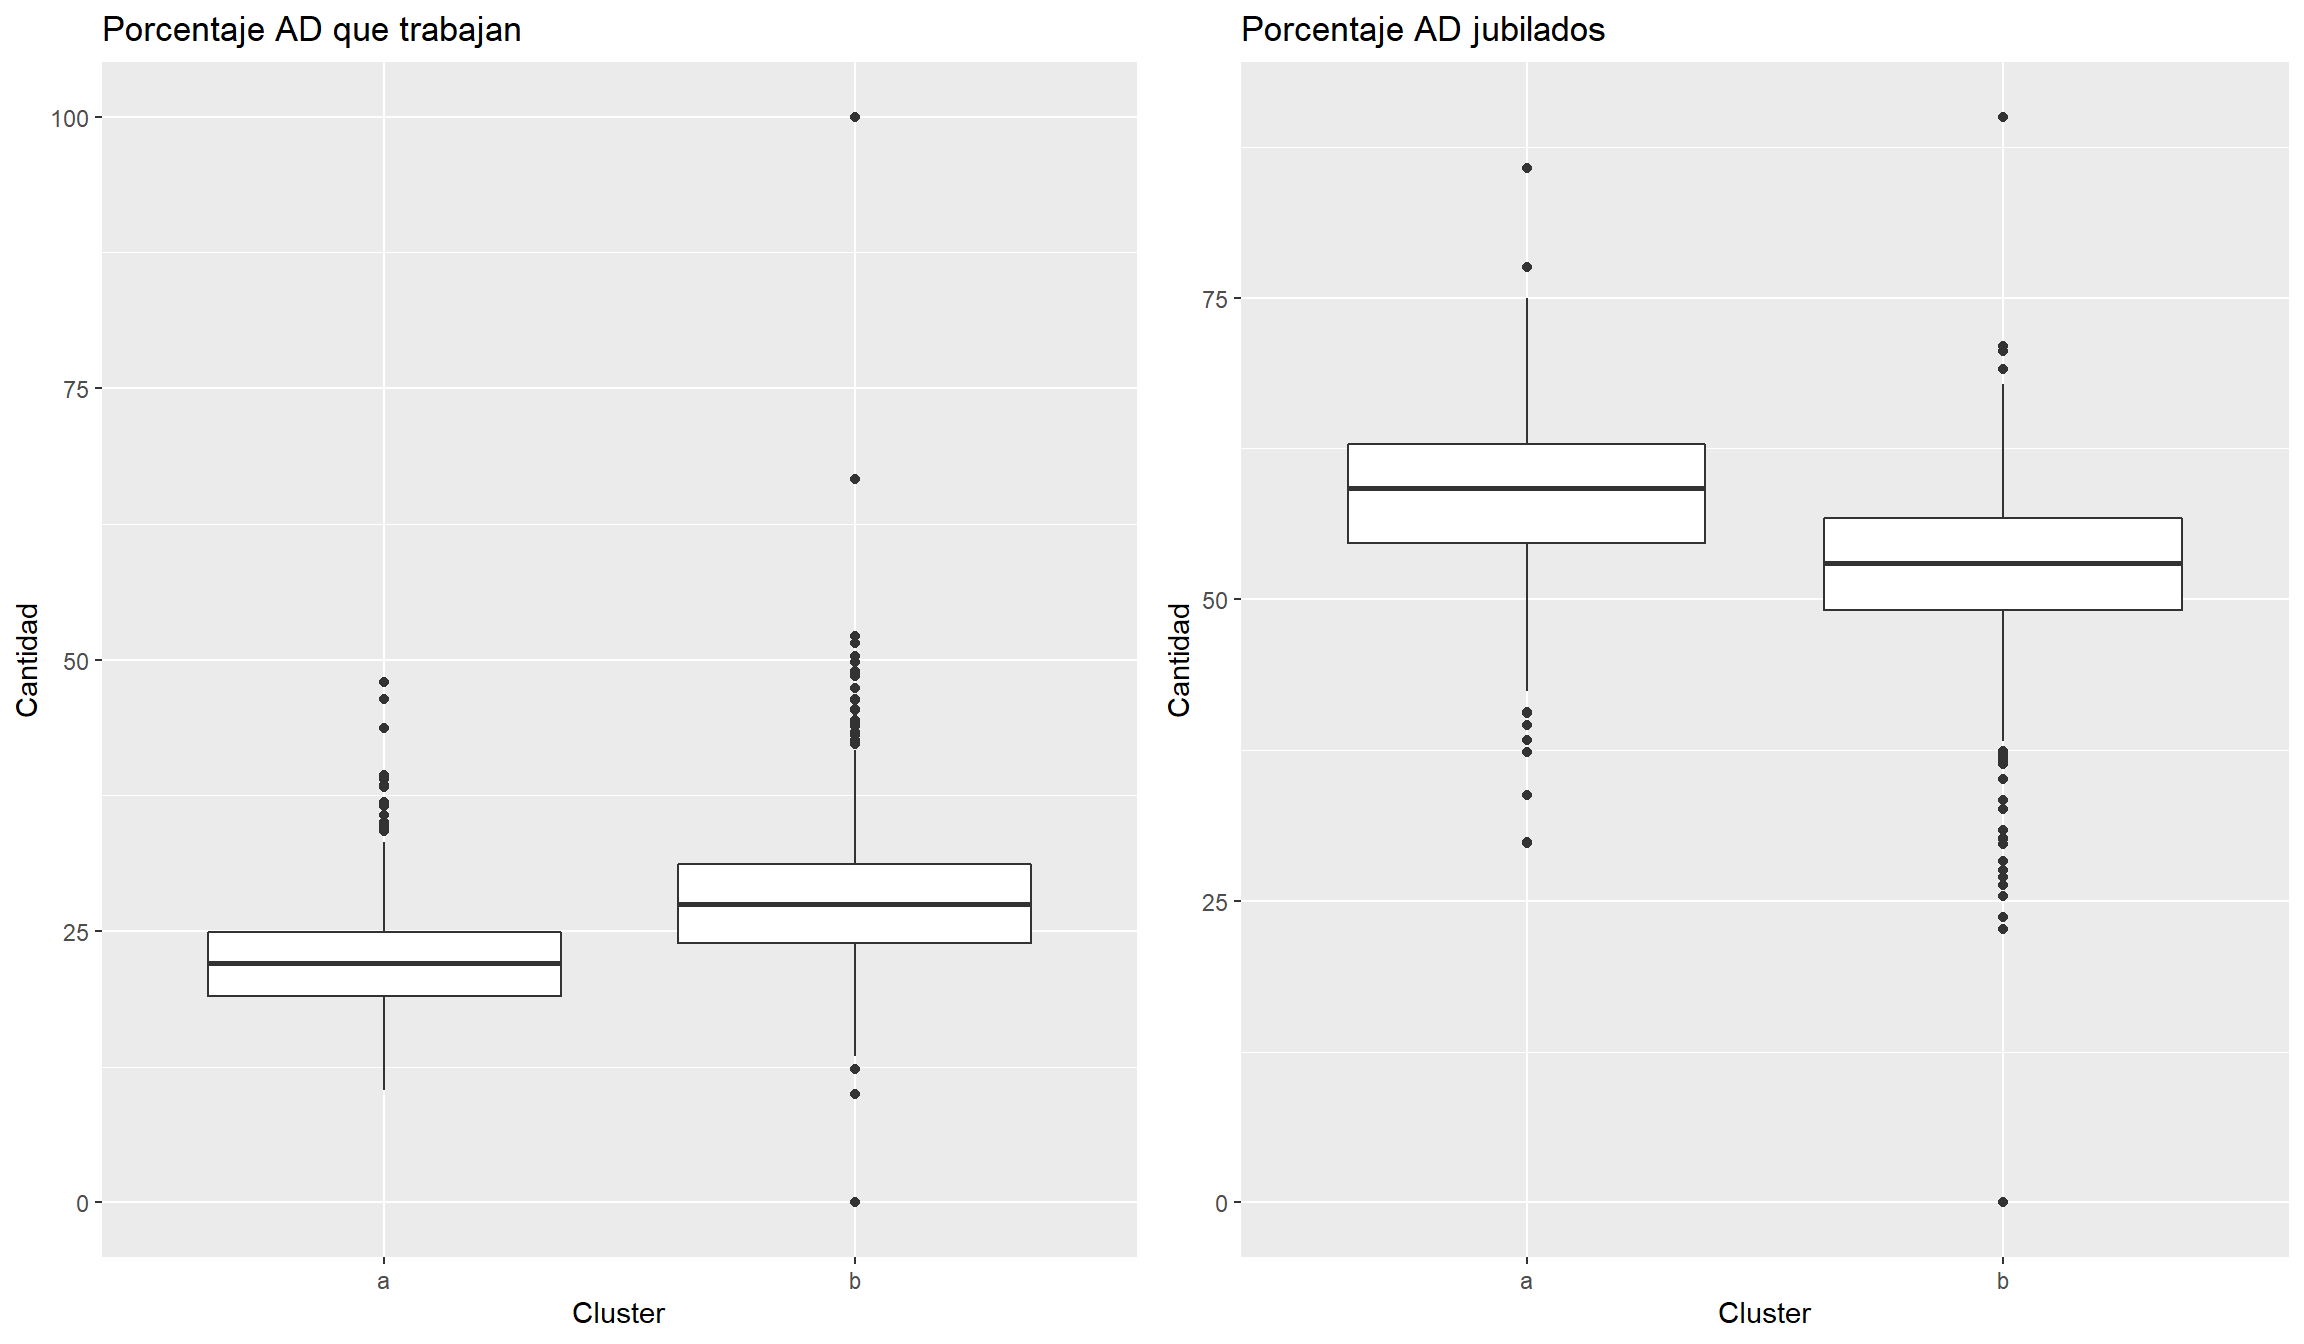 Porcentaje AD que trabajan
100
75
50
25
0
Cantidad
a
b
Cluster
Porcentaje AD jubilados
75
50
25
0
Cantidad
a
b
Cluster